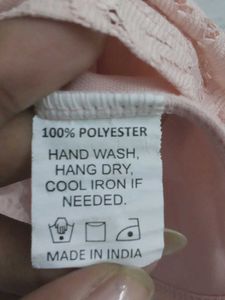 100% POLYESTER
HAND WASH,
HANG DRY,
COOL IRON IF
NEEDED.
MADE IN INDIA